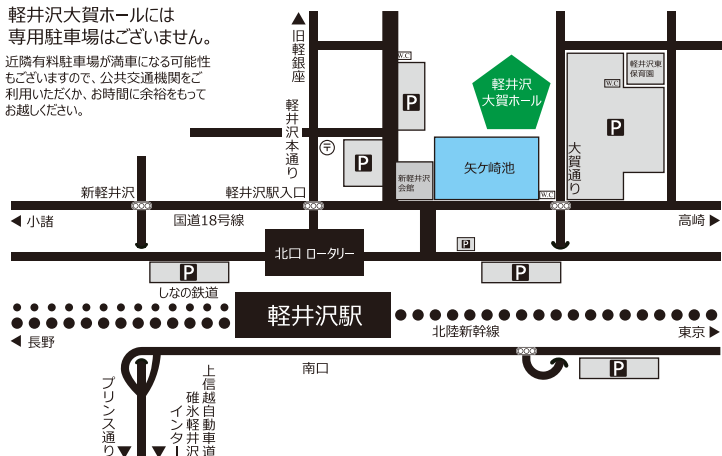 軽井沢大賀ホールには
専用駐車場はございません。
近隣有料駐車場が満車になる可能性
もございますので、公共交通機関をご
利用いただくか、お時間に余裕をもって
お越しください。
▲
旧軽銀座
軽井沢本通り
W.C
P
軽井沢
大賀ホール
W.C
軽井沢東
保育園
P
〒
P
新軽井沢
会館
矢ケ崎池
W.C
大賀通り
新軽井沢
軽井沢駅入口
◀ 小諸
国道18号線
高崎 ▶
北口 ロータリー
P
P
P
しなの鉄道
軽井沢駅
北陸新幹線
◀ 長野
東京 ▶
南口
P
プリンス通り
上信越自動車道
碓氷軽井沢
インター
▼ ▼